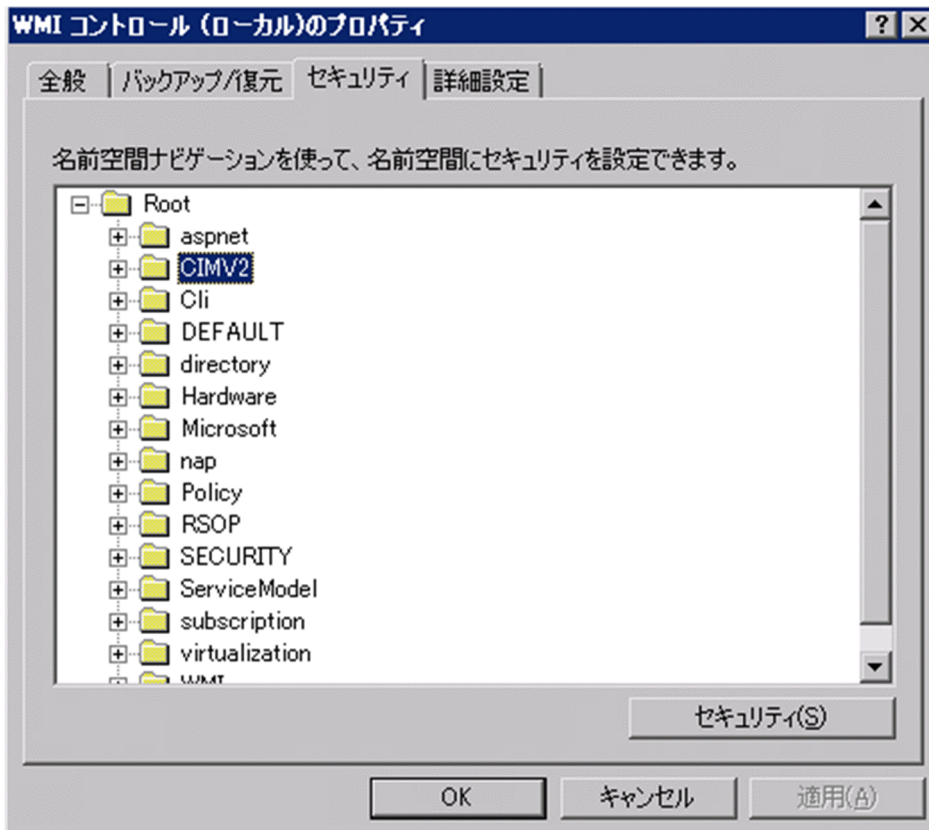 WMI コントロール (ローカル)のプロパティ
全般 バックアップ/復元 セキュリティ 詳細設定
名前空間ナビゲーションを使って、名前空間にセキュリティを設定できます。
Root
aspnet
CIMV2
Cli
DEFAULT
directory
Hardware
Microsoft
nap
Policy
RSOP
SECURITY
ServiceModel
subscription
virtualization
WMI
セキュリティ(S)
OK キャンセル 適用(A)